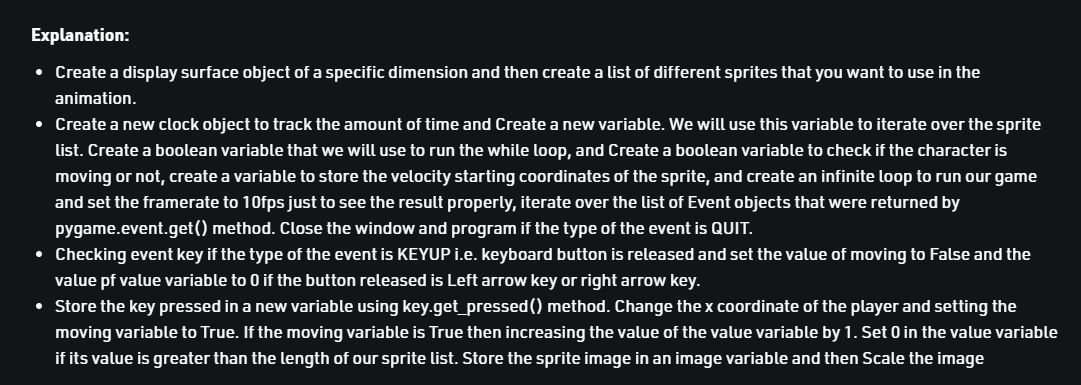 Explanation:
• Create a display surface object of a specific dimension and then create a list of different sprites that you want to use in the
animation.
• Create a new clock object to track the amount of time and Create a new variable. We will use this variable to iterate over the sprite
list. Create a boolean variable that we will use to run the while loop, and Create a boolean variable to check if the character is
moving or not, create a variable to store the velocity starting coordinates of the sprite, and create an infinite loop to run our game
and set the framerate to 10fps just to see the result properly, iterate over the list of Event objects that were returned by
pygame.event.get() method. Close the window and program if the type of the event is QUIT.
• Checking event key if the type of the event is KEYUP i.e. keyboard button is released and set the value of moving to False and the
value pf value variable to 0 if the button released is Left arrow key or right arrow key.
• Store the key pressed in a new variable using key.get_pressed() method. Change the x coordinate of the player and setting the
moving variable to True. If the moving variable is True then increasing the value of the value variable by 1. Set 0 in the value variable
if its value is greater than the length of our sprite list. Store the sprite image in an image variable and then Scale the image